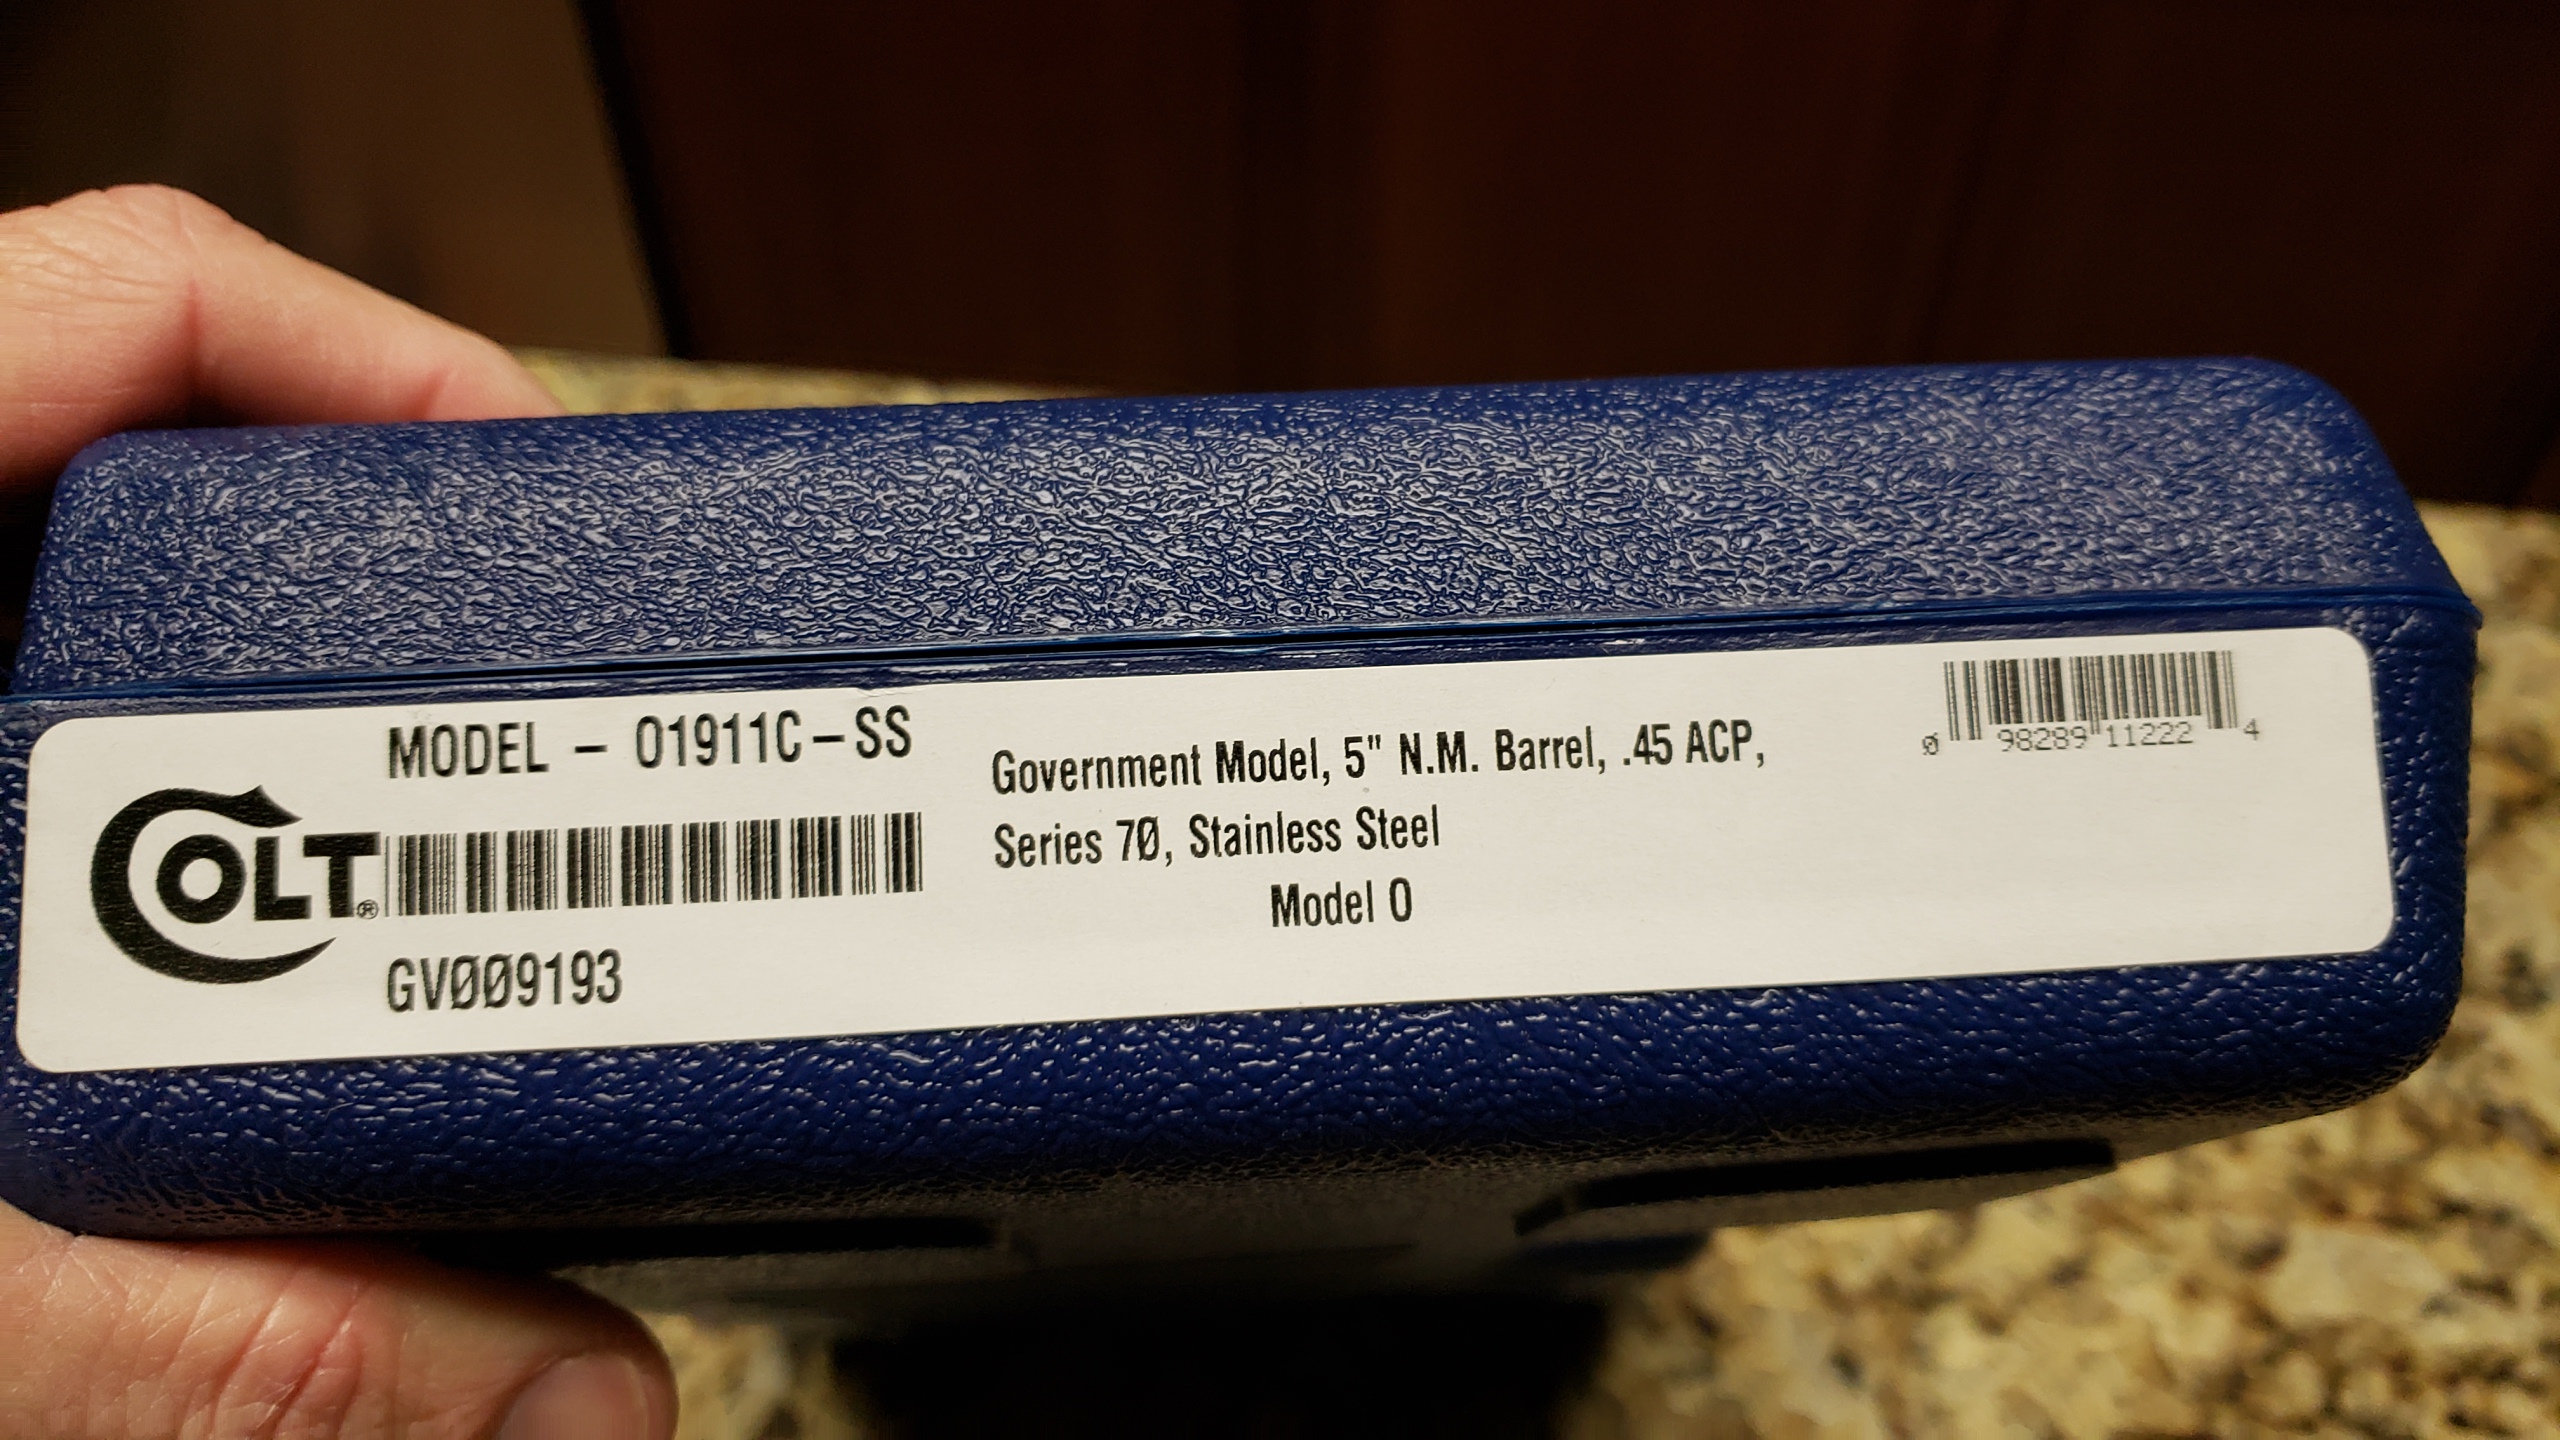 MODEL – O1911C–SS
COLT®
GVØØ9193
Government Model, 5" N.M. Barrel, .45 ACP,
Series 7Ø, Stainless Steel
Model O
Ø 98289 11222 4